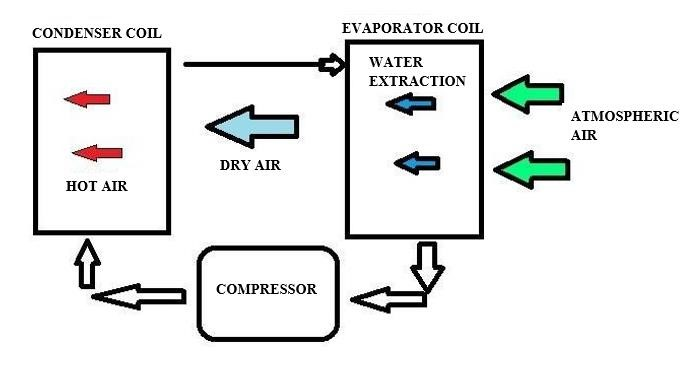 CONDENSER COIL
EVAPORATOR COIL
WATER
EXTRACTION
ATMOSPHERIC
AIR
DRY AIR
HOT AIR
COMPRESSOR